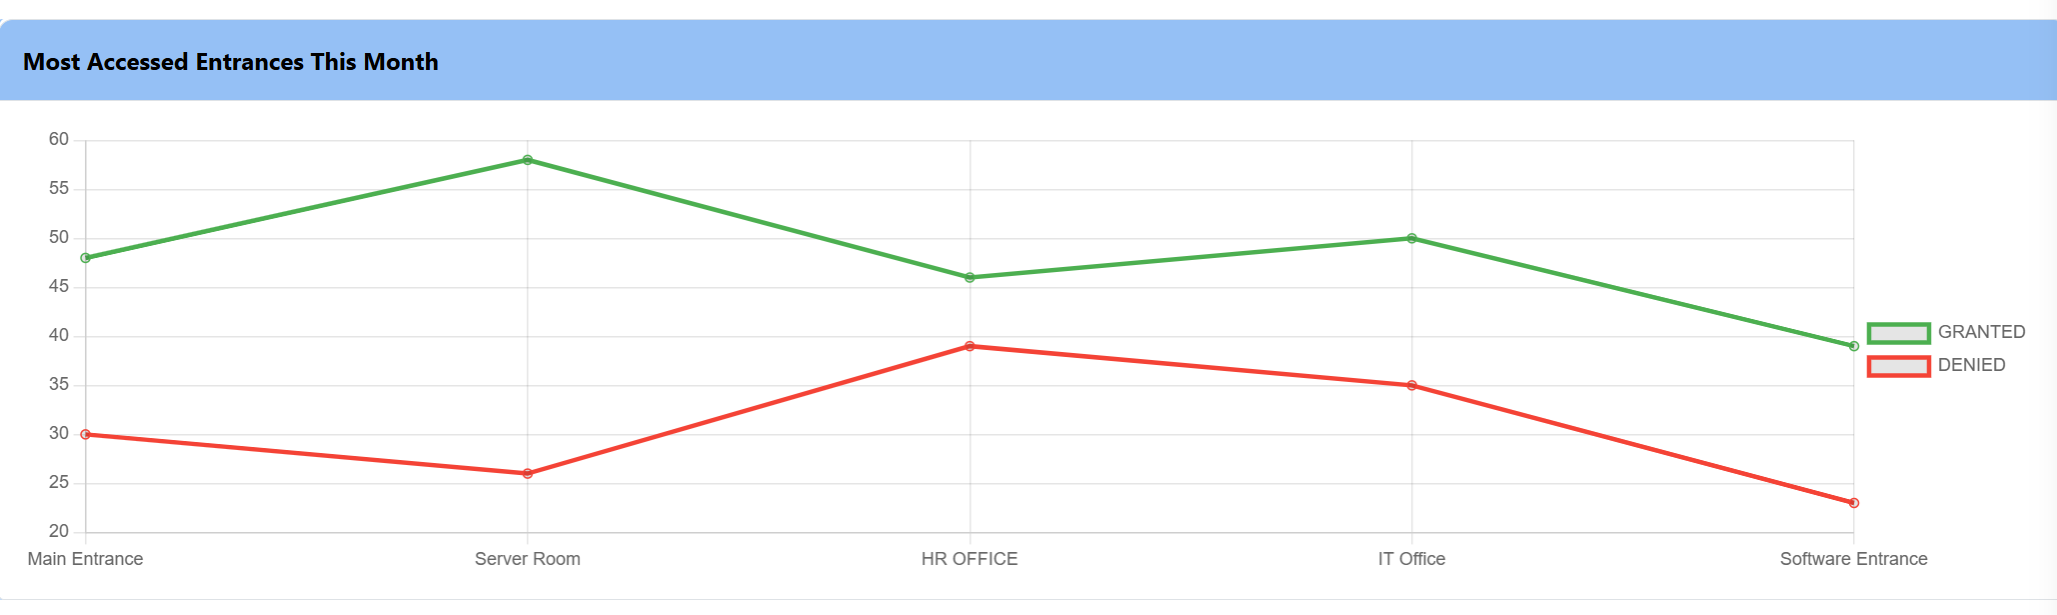 Most Accessed Entrances This Month
60
55
50
45
40
35
30
25
20
Main Entrance
Server Room
HR OFFICE
IT Office
Software Entrance
GRANTED
DENIED